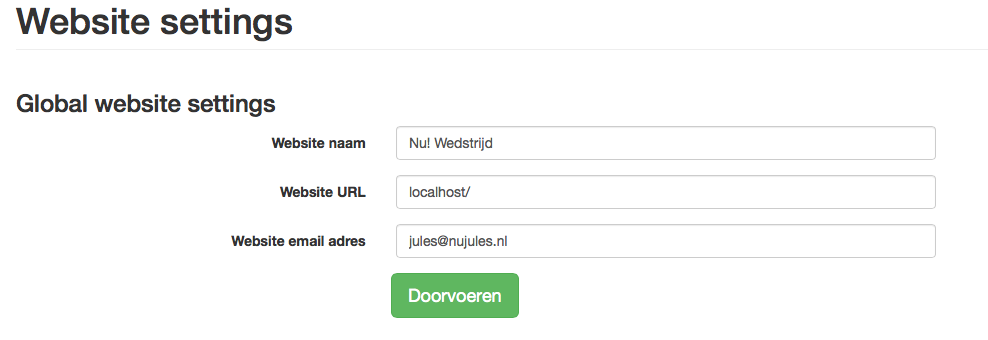 Website settings
Global website settings
Website naam Nu! Wedstrijd
Website URL localhost/
Website email adres jules@nujules.nl
Doorvoeren